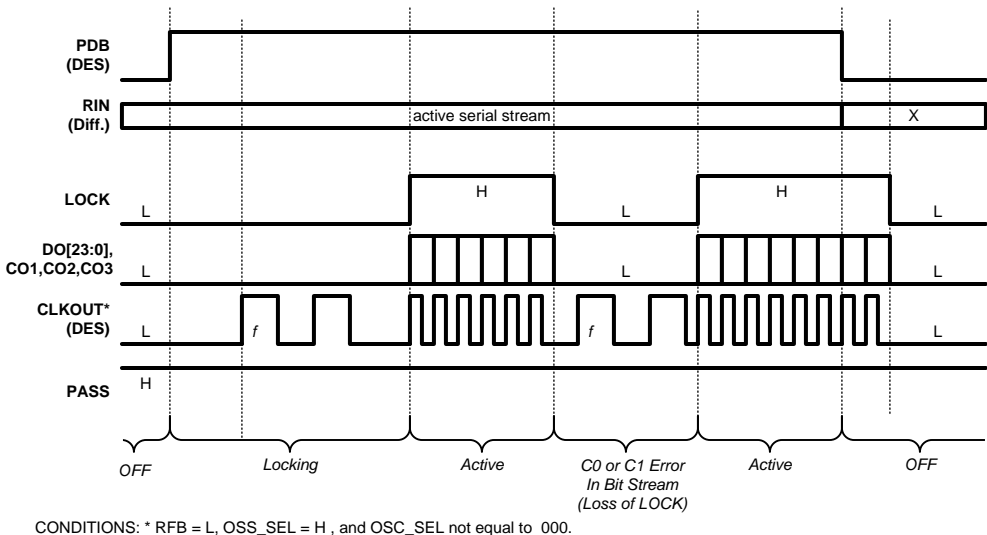 PDB
(DES)
RIN
(Diff.)
active serial stream
X
LOCK
L
H
L
H
L
DO[23:0],
CO1,CO2,CO3
L
L
L
CLKOUT*
(DES)
L
f
f
L
PASS
H
OFF
Locking
Active
C0 or C1 Error
In Bit Stream
(Loss of LOCK)
Active
OFF
CONDITIONS: * RFB = L, OSS_SEL = H , and OSC_SEL not equal to 000.